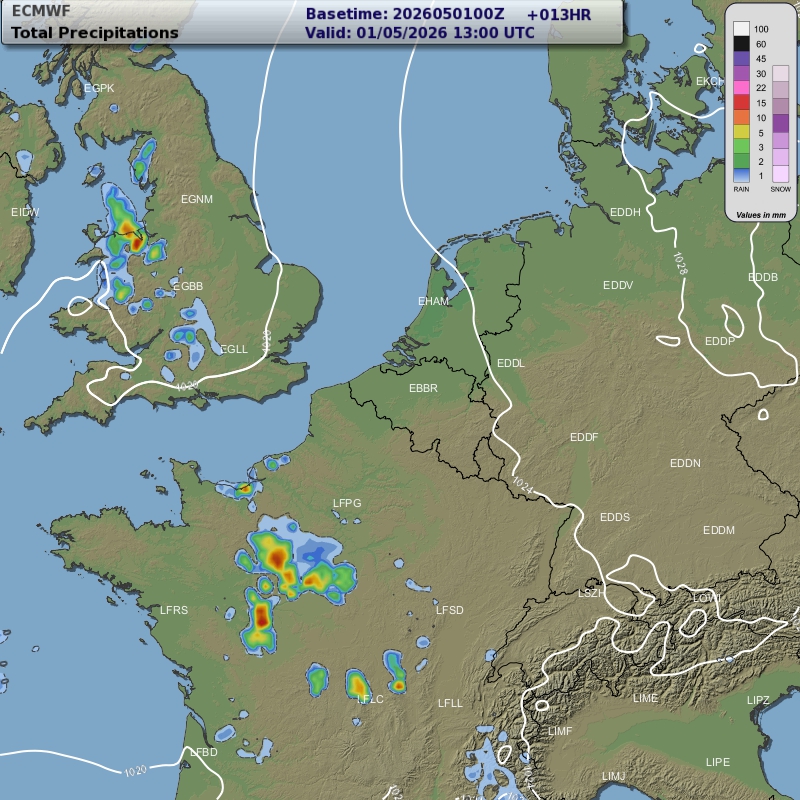 ECMWF
Basetime: 2026050100Z +013HR
Total Precipitations
Valid: 01/05/2026 13:00 UTC
100
60
45
30
22
15
10
5
3
2
1
RAIN SNOW
Values in mm
EGPK
EKCH
EGNM
EIDW
EDDH
1028
EDDB
EGBB
EDDV
EHAM
EDDP
1020
EGLL
EDDL
1020
EBBR
EDDF
EDDN
1024
LFPG
EDDS
EDDM
LSZH
LOWI
LFRS
LFSD
LFLC
LFLL
LIME
LIPZ
LIMF
LFBD
LIPE
1020
LIMJ
1024